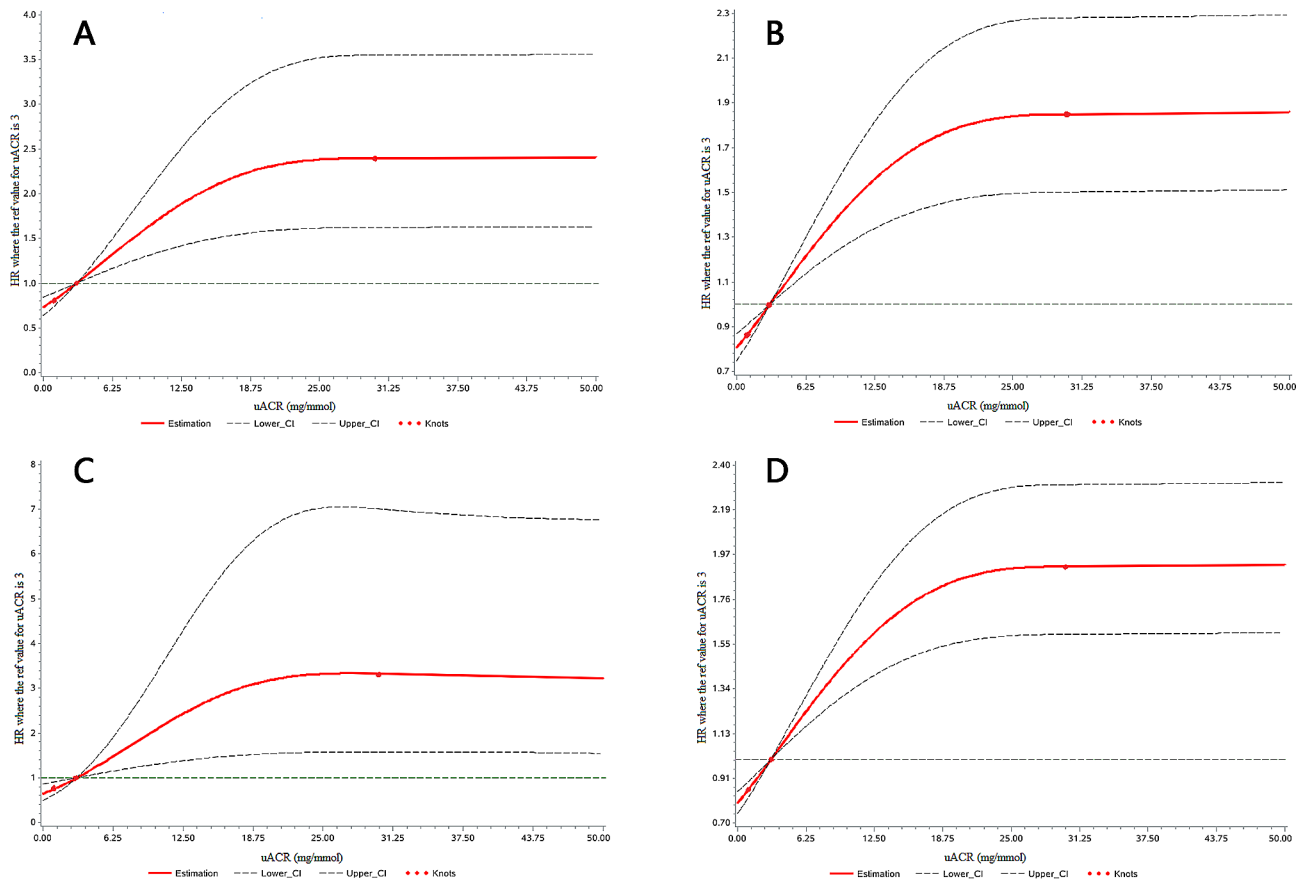 A
HR where the ref value for uACR is 3
4.0
3.5
3.0
2.5
2.0
1.5
1.0
0.5
0.0
0.00 6.25 12.50 18.75 25.00 31.25 37.50 43.75 50.00
uACR (mg/mmol)
Estimation Lower_CI Upper_CI Knots
B
HR where the ref value for uACR is 3
2.3
2.1
1.9
1.7
1.5
1.3
1.1
0.9
0.7
0.00 6.25 12.50 18.75 25.00 31.25 37.50 43.75 50.00
uACR (mg/mmol)
Estimation Lower_CI Upper_CI Knots
C
HR where the ref value for uACR is 3
8
7
6
5
4
3
2
1
0
0.00 6.25 12.50 18.75 25.00 31.25 37.50 43.75 50.00
uACR (mg/mmol)
Estimation Lower_CI Upper_CI Knots
D
HR where the ref value for uACR is 3
2.40
2.19
1.97
1.76
1.55
1.34
1.13
0.91
0.70
0.00 6.25 12.50 18.75 25.00 31.25 37.50 43.75 50.00
uACR (mg/mmol)
Estimation Lower_CI Upper_CI Knots